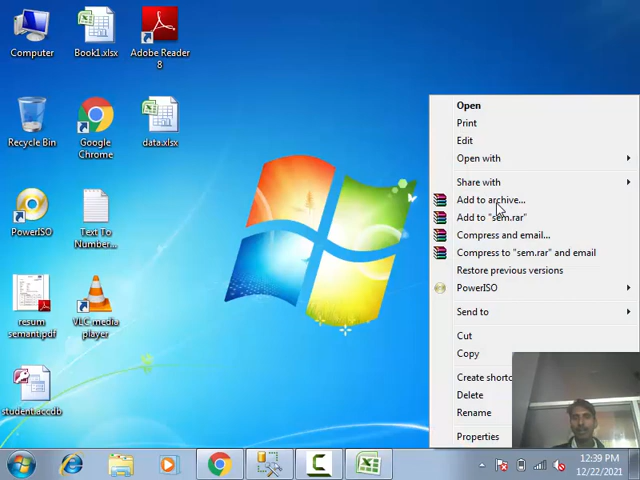 Computer
Book1.xlsx
Adobe Reader
8
Recycle Bin
Google
Chrome
data.xlsx
PowerISO
Text To
Number...
resum
semanti.pdf
VLC media
player
student.accdb
Open
Print
Edit
Open with
Share with
Add to archive...
Add to "sem.rar"
Compress and email...
Compress to "sem.rar" and email
Restore previous versions
PowerISO
Send to
Cut
Copy
Create shortc
Delete
Rename
Properties
12:39 PM
12/22/2021